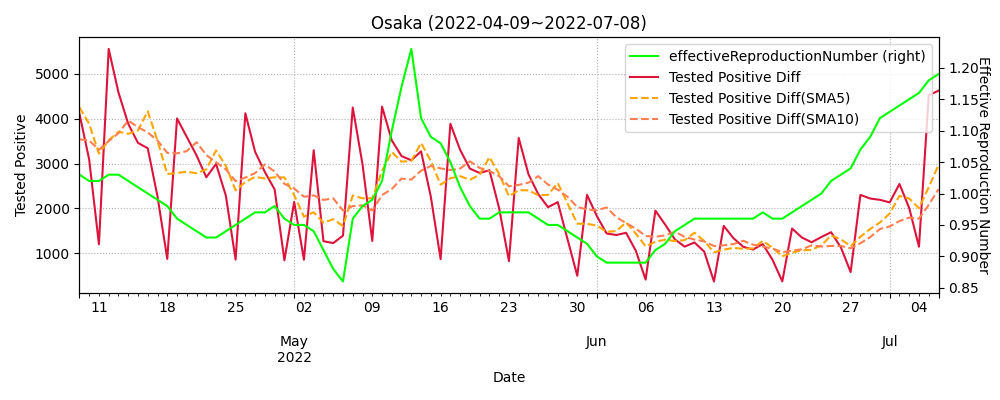 Osaka (2022-04-09~2022-07-08)
effectiveReproductionNumber (right)
Tested Positive Diff
Tested Positive Diff(SMA5)
Tested Positive Diff(SMA10)
Tested Positive
5000
4000
3000
2000
1000
Effective Reproduction Number
1.20
1.15
1.10
1.05
1.00
0.95
0.90
0.85
11 18 25 02 09 16 23 30 06 13 20 27 04
May Jun Jul
2022
Date